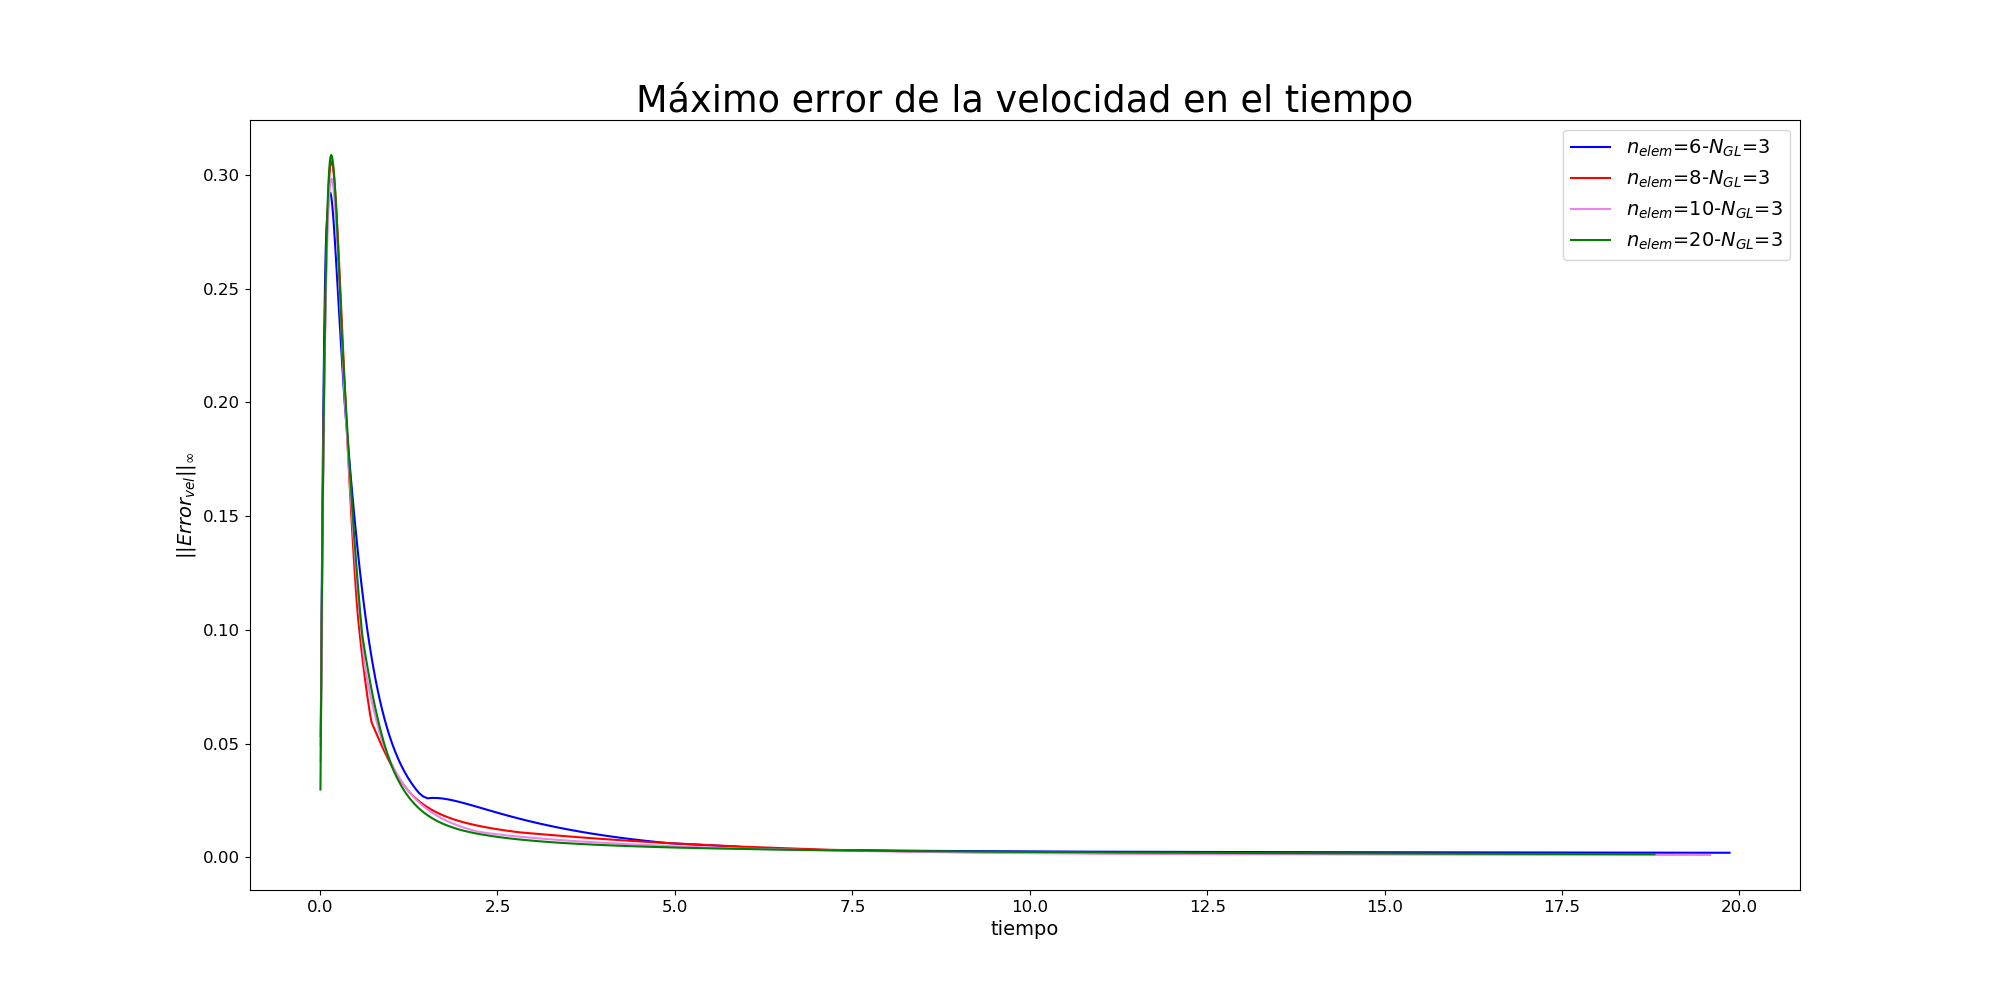 Máximo error de la velocidad en el tiempo
n_elem=6-N_GL=3
n_elem=8-N_GL=3
n_elem=10-N_GL=3
n_elem=20-N_GL=3
||Error_vel||_∞
0.30
0.25
0.20
0.15
0.10
0.05
0.00
0.0 2.5 5.0 7.5 10.0 12.5 15.0 17.5 20.0
tiempo